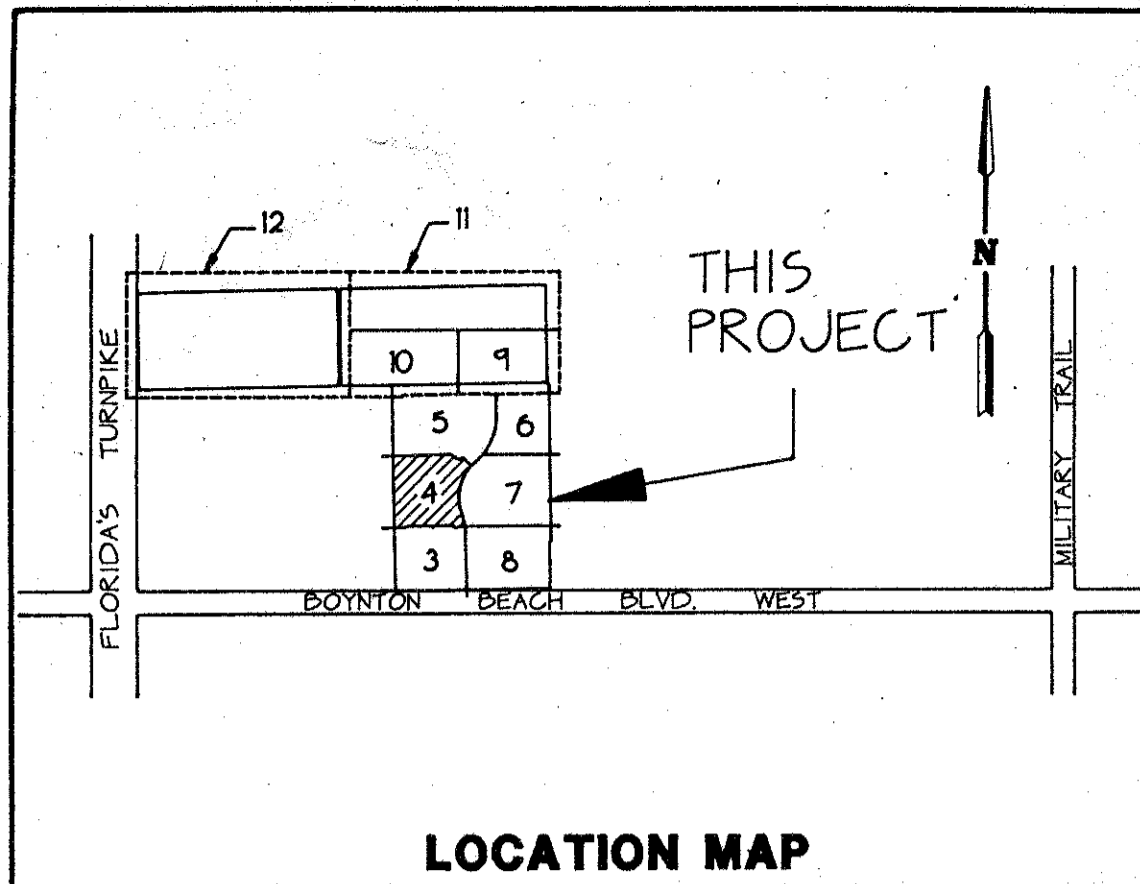 12
11
THIS
PROJECT
N
10
9
5
6
4
7
3
8
FLORIDA'S TURNPIKE
MILITARY TRAIL
BOYNTON BEACH BLVD. WEST
LOCATION MAP